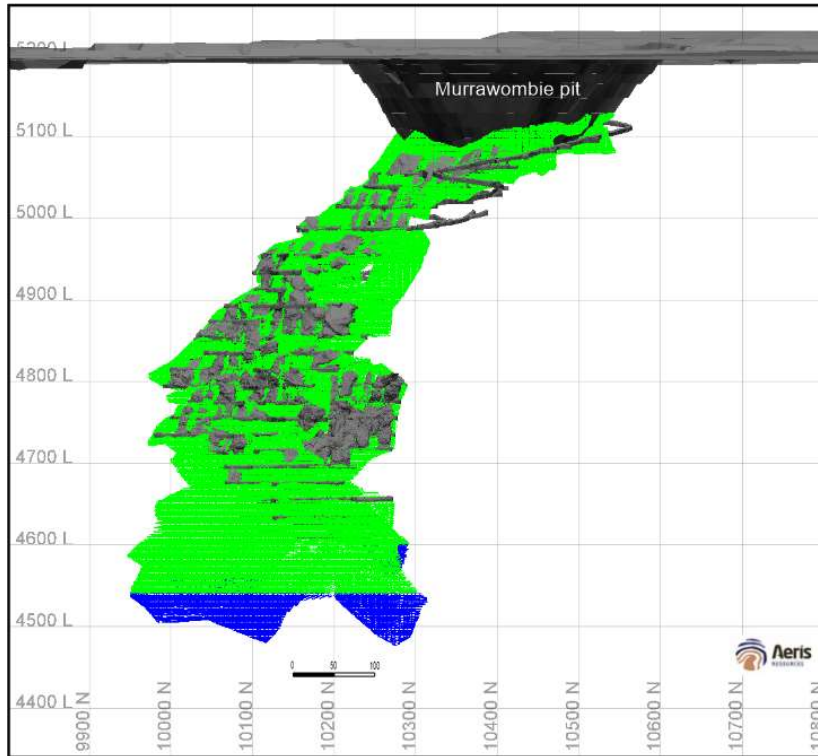 5200 L
Murrawombie pit
5100 L
5000 L
4900 L
4800 L
4700 L
4600 L
4500 L
4400 L
0 50 100
Aeris
RESOURCES
9900 N
10000 N
10100 N
10200 N
10300 N
10400 N
10500 N
10600 N
10700 N
10800 N